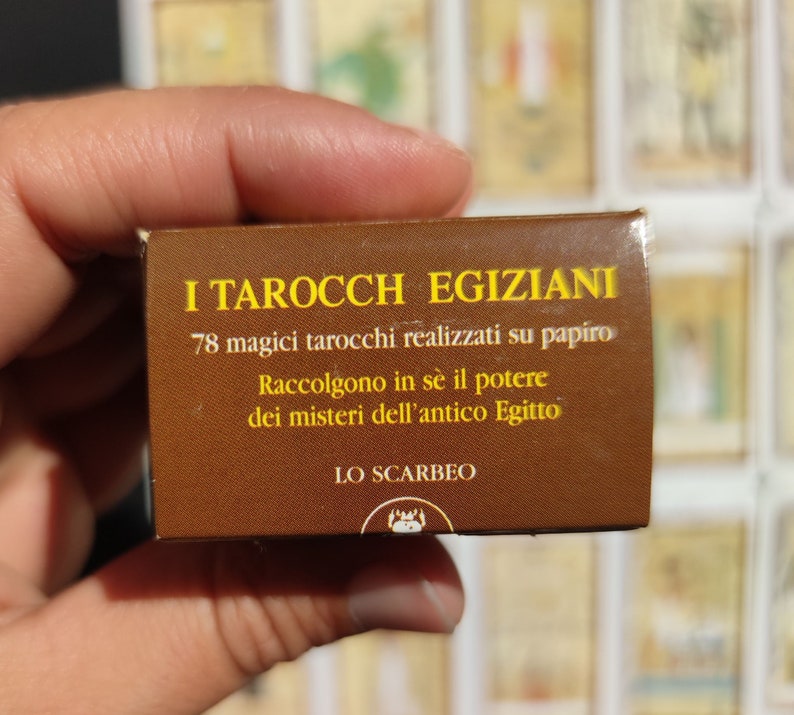 I TAROCCH EGIZIANI
78 magici tarocchi realizzati su papiro
Raccolgono in sè il potere
dei misteri dell'antico Egitto
LO SCARBEO